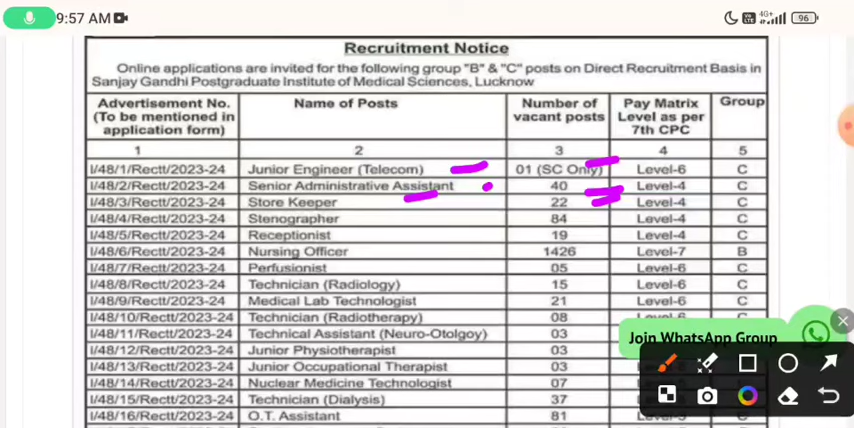 9:57 AM
4G+
96
Recruitment Notice
Online applications are invited for the following group "B" & "C" posts on Direct Recruitment Basis in
Sanjay Gandhi Postgraduate Institute of Medical Sciences, Lucknow
Advertisement No. (To be mentioned in application form) Name of Posts Number of vacant posts Pay Matrix Level as per 7th CPC Group
1 2 3 4 5
I/48/1/Rectt/2023-24 Junior Engineer (Telecom) 01 (SC Only) Level-6 C
I/48/2/Rectt/2023-24 Senior Administrative Assistant 40 Level-4 C
I/48/3/Rectt/2023-24 Store Keeper 22 Level-4 C
I/48/4/Rectt/2023-24 Stenographer 84 Level-4 C
I/48/5/Rectt/2023-24 Receptionist 19 Level-4 C
I/48/6/Rectt/2023-24 Nursing Officer 1426 Level-7 B
I/48/7/Rectt/2023-24 Perfusionist 05 Level-6 C
I/48/8/Rectt/2023-24 Technician (Radiology) 15 Level-6 C
I/48/9/Rectt/2023-24 Medical Lab Technologist 21 Level-6 C
I/48/10/Rectt/2023-24 Technician (Radiotherapy) 08
I/48/11/Rectt/2023-24 Technical Assistant (Neuro-Otolgoy) 03
I/48/12/Rectt/2023-24 Junior Physiotherapist 03
I/48/13/Rectt/2023-24 Junior Occupational Therapist 03
I/48/14/Rectt/2023-24 Nuclear Medicine Technologist 07
I/48/15/Rectt/2023-24 Technician (Dialysis) 37
I/48/16/Rectt/2023-24 O.T. Assistant 81
Join WhatsApp Group